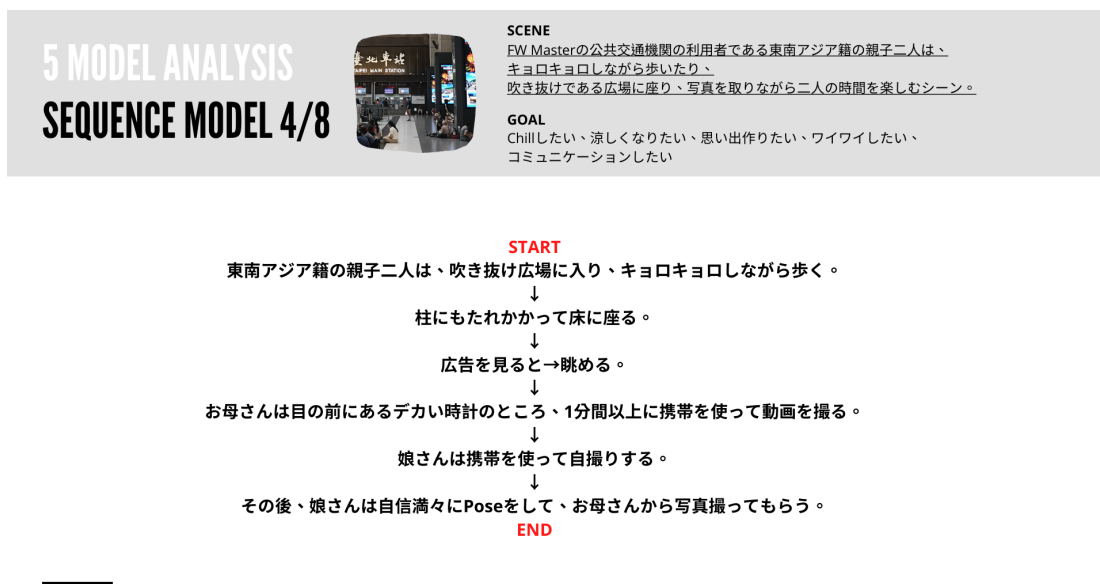 5 MODEL ANALYSIS
SEQUENCE MODEL 4/8
臺北車站
TAIPEI MAIN STATION
SCENE
FW Masterの公共交通機関の利用者である東南アジア籍の親子二人は、
キョロキョロしながら歩いたり、
吹き抜けである広場に座り、写真を取りながら二人の時間を楽しむシーン。
GOAL
Chillしたい、涼しくなりたい、思い出作りたい、ワイワイしたい、
コミュニケーションしたい
START
東南アジア籍の親子二人は、吹き抜け広場に入り、キョロキョロしながら歩く。
↓
柱にもたれかかって床に座る。
↓
広告を見ると→眺める。
↓
お母さんは目の前にあるデカい時計のところ、1分間以上に携帯を使って動画を撮る。
↓
娘さんは携帯を使って自撮りする。
↓
その後、娘さんは自信満々にPoseをして、お母さんから写真撮ってもらう。
END